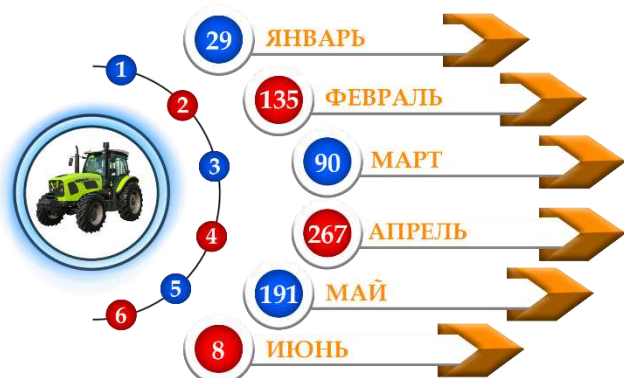 29 ЯНВАРЬ
1
2
135 ФЕВРАЛЬ
3
90 МАРТ
4
267 АПРЕЛЬ
5
191 МАЙ
6
8 ИЮНЬ